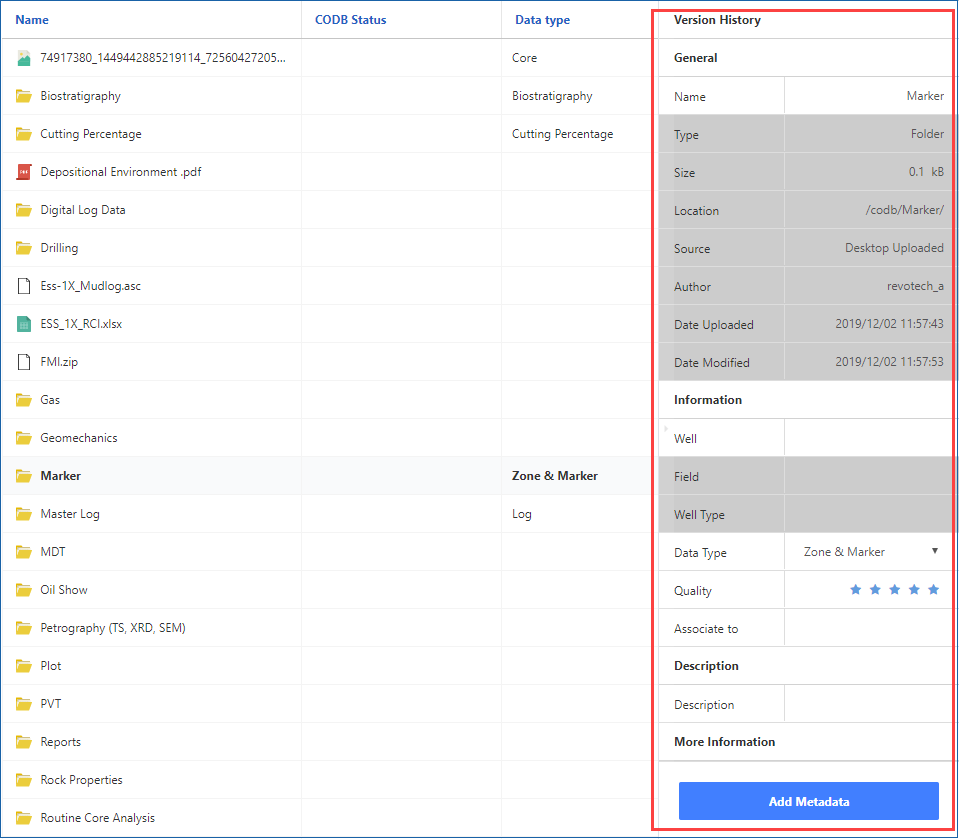 Name CODB Status Data type
74917380_1449442885219114_72560427205... Core
Biostratigraphy Biostratigraphy
Cutting Percentage Cutting Percentage
Depositional Environment .pdf
Digital Log Data
Drilling
Ess-1X_Mudlog.asc
ESS_1X_RCI.xlsx
FMI.zip
Gas
Geomechanics
Marker Zone & Marker
Master Log Log
MDT
Oil Show
Petrography (TS, XRD, SEM)
Plot
PVT
Reports
Rock Properties
Routine Core Analysis
Version History
General
Name Marker
Type Folder
Size 0.1 kB
Location /codb/Marker/
Source Desktop Uploaded
Author revotech_a
Date Uploaded 2019/12/02 11:57:43
Date Modified 2019/12/02 11:57:53
Information
Well
Field
Well Type
Data Type Zone & Marker
Quality
Associate to
Description
Description
More Information
Add Metadata